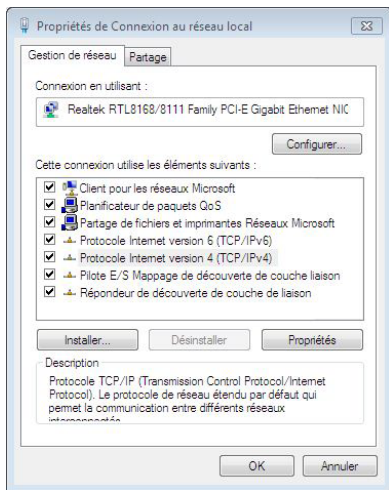 Propriétés de Connexion au réseau local
Gestion de réseau Partage
Connexion en utilisant :
Realtek RTL8168/8111 Family PCI-E Gigabit Ethernet NIC
Configurer...
Cette connexion utilise les éléments suivants :
Client pour les réseaux Microsoft
Planificateur de paquets QoS
Partage de fichiers et imprimantes Réseaux Microsoft
Protocole Internet version 6 (TCP/IPv6)
Protocole Internet version 4 (TCP/IPv4)
Pilote E/S Mappage de découverte de couche liaison
Répondeur de découverte de couche de liaison
Installer... Désinstaller Propriétés
Description
Protocole TCP/IP (Transmission Control Protocol/Internet
Protocol). Le protocole de réseau étendu par défaut qui
permet la communication entre différents réseaux
interconnectés
OK Annuler